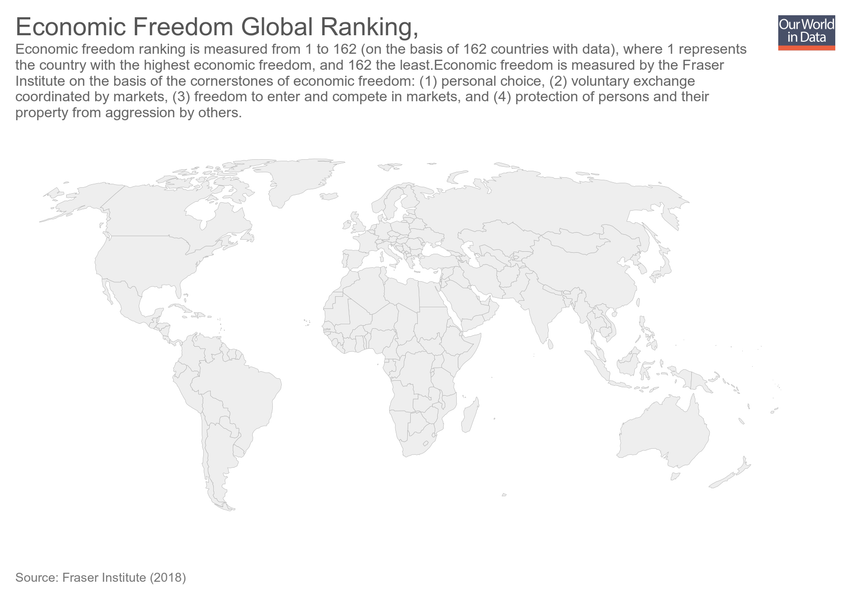 Economic Freedom Global Ranking,
Our World
in Data
Economic freedom ranking is measured from 1 to 162 (on the basis of 162 countries with data), where 1 represents
the country with the highest economic freedom, and 162 the least.Economic freedom is measured by the Fraser
Institute on the basis of the cornerstones of economic freedom: (1) personal choice, (2) voluntary exchange
coordinated by markets, (3) freedom to enter and compete in markets, and (4) protection of persons and their
property from aggression by others.
Source: Fraser Institute (2018)